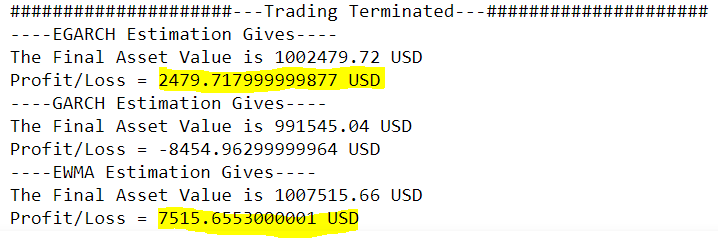 #####################---Trading Terminated---#####################
----EGARCH Estimation Gives----
The Final Asset Value is 1002479.72 USD
Profit/Loss = 2479.717999999877 USD
----GARCH Estimation Gives----
The Final Asset Value is 991545.04 USD
Profit/Loss = -8454.96299999964 USD
----EWMA Estimation Gives----
The Final Asset Value is 1007515.66 USD
Profit/Loss = 7515.6553000001 USD